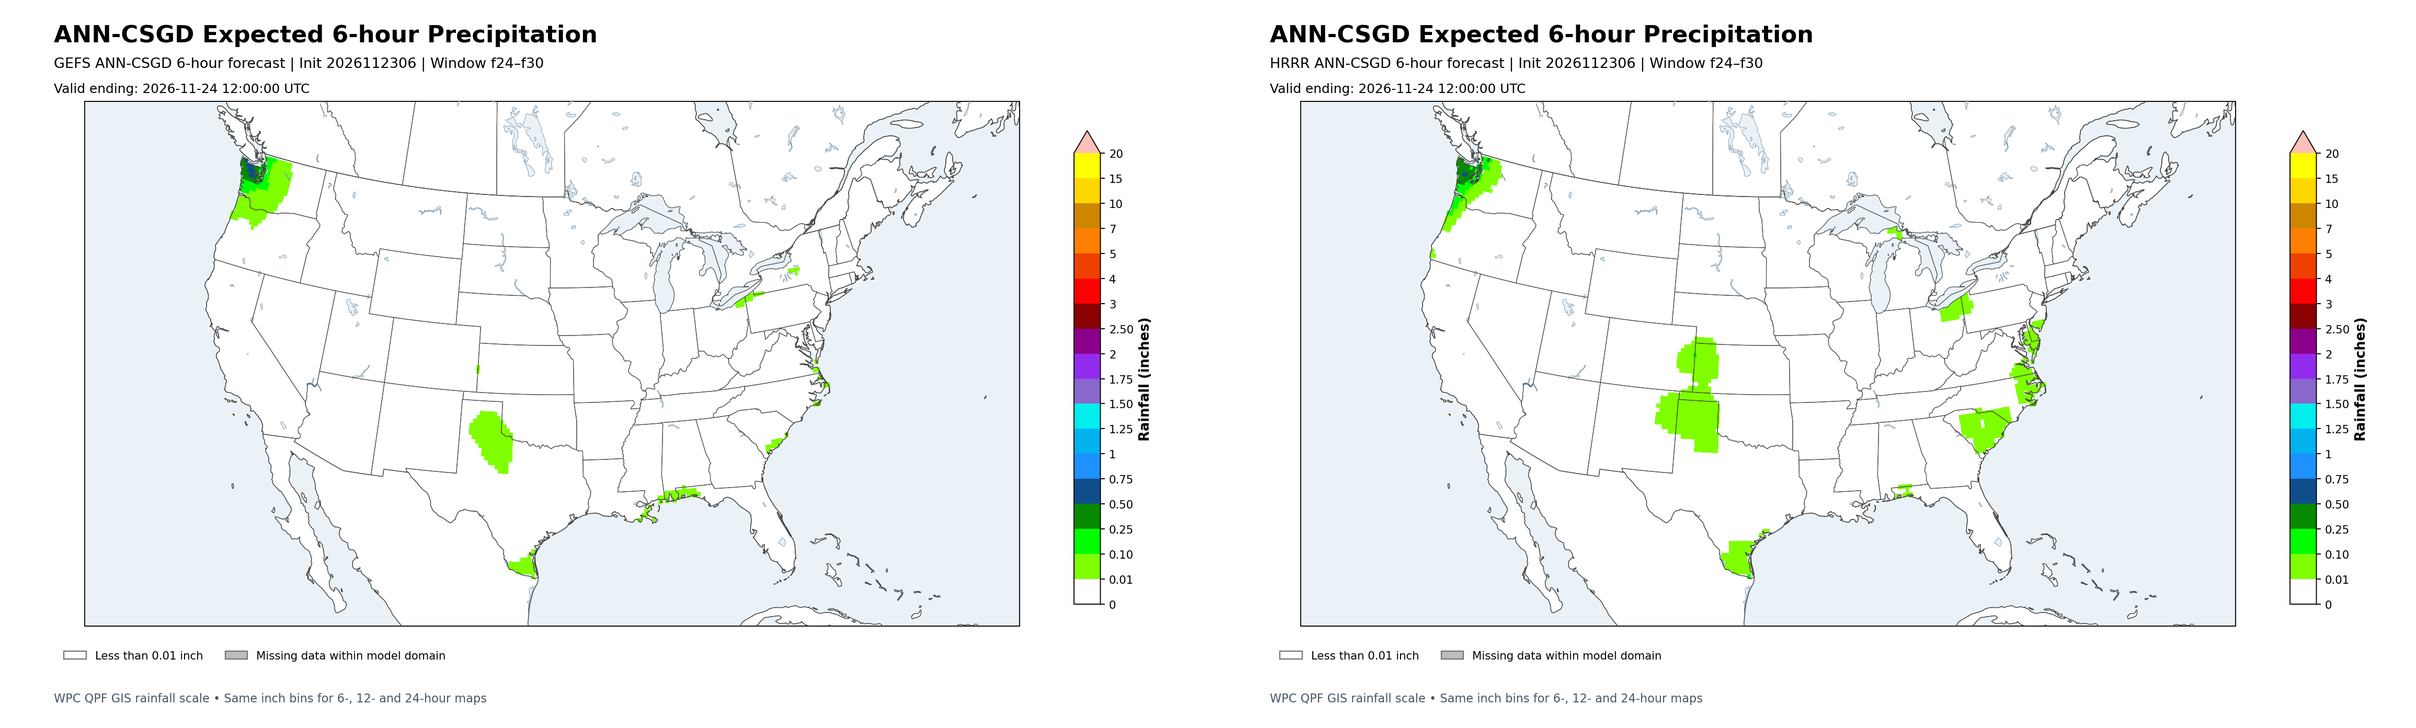 ANN-CSGD Expected 6-hour Precipitation
GEFS ANN-CSGD 6-hour forecast | Init 2026112306 | Window f24–f30
Valid ending: 2026-11-24 12:00:00 UTC
20
15
10
7
5
4
3
2.50
2
1.75
1.50
1.25
1
0.75
0.50
0.25
0.10
0.01
0
Rainfall (inches)
Less than 0.01 inch
Missing data within model domain
WPC QPF GIS rainfall scale • Same inch bins for 6-, 12- and 24-hour maps
ANN-CSGD Expected 6-hour Precipitation
HRRR ANN-CSGD 6-hour forecast | Init 2026112306 | Window f24–f30
Valid ending: 2026-11-24 12:00:00 UTC
20
15
10
7
5
4
3
2.50
2
1.75
1.50
1.25
1
0.75
0.50
0.25
0.10
0.01
0
Rainfall (inches)
Less than 0.01 inch
Missing data within model domain
WPC QPF GIS rainfall scale • Same inch bins for 6-, 12- and 24-hour maps